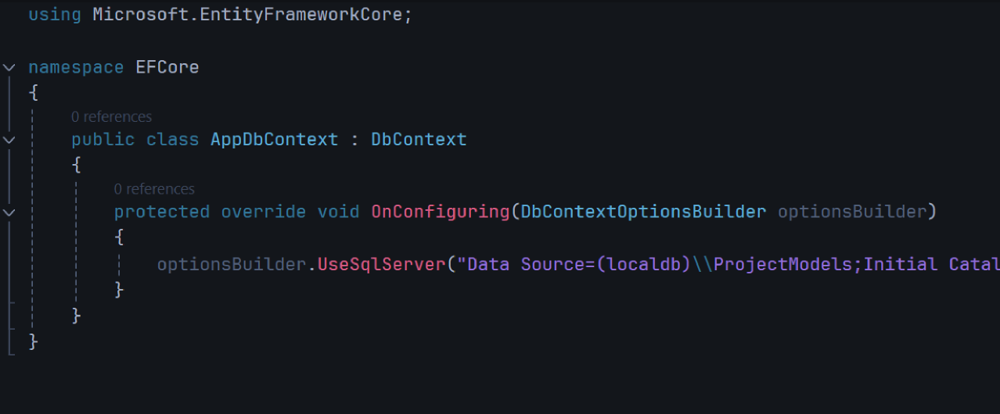 using Microsoft.EntityFrameworkCore;
namespace EFCore
{
0 references
public class AppDbContext : DbContext
{
0 references
protected override void OnConfiguring(DbContextOptionsBuilder optionsBuilder)
{
optionsBuilder.UseSqlServer("Data Source=(localdb)\\ProjectModels;Initial Catal
}
}
}